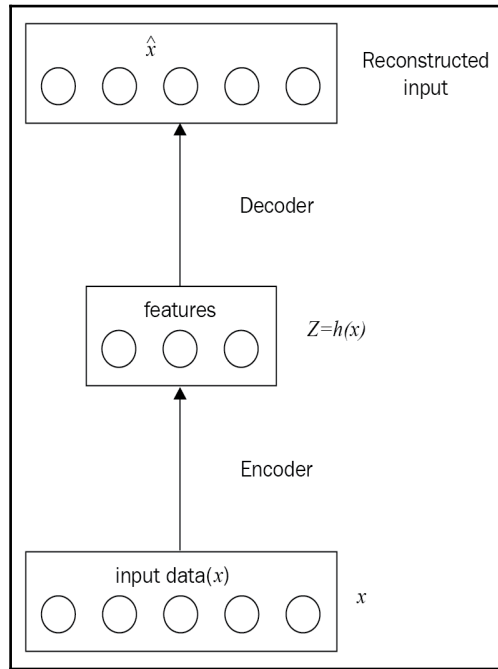 x̂
Reconstructed
input
Decoder
features
Z=h(x)
Encoder
input data(x)
x